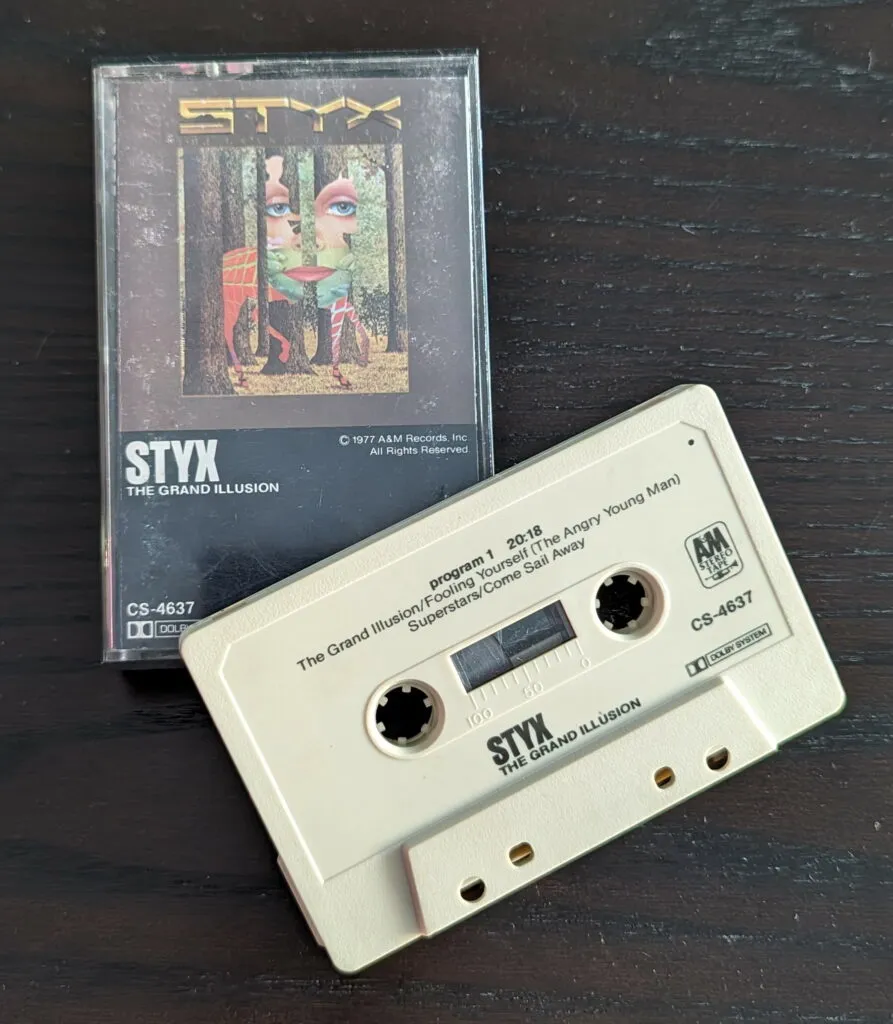 STYX
STYX
THE GRAND ILLUSION
© 1977 A&M Records, Inc
All Rights Reserved
CS-4637
program 1 20:18
The Grand Illusion/Fooling Yourself (The Angry Young Man)
Superstars/Come Sail Away
AM
STEREO
TAPE
CS-4637
DOLBY SYSTEM
100 50 0
STYX
THE GRAND ILLUSION